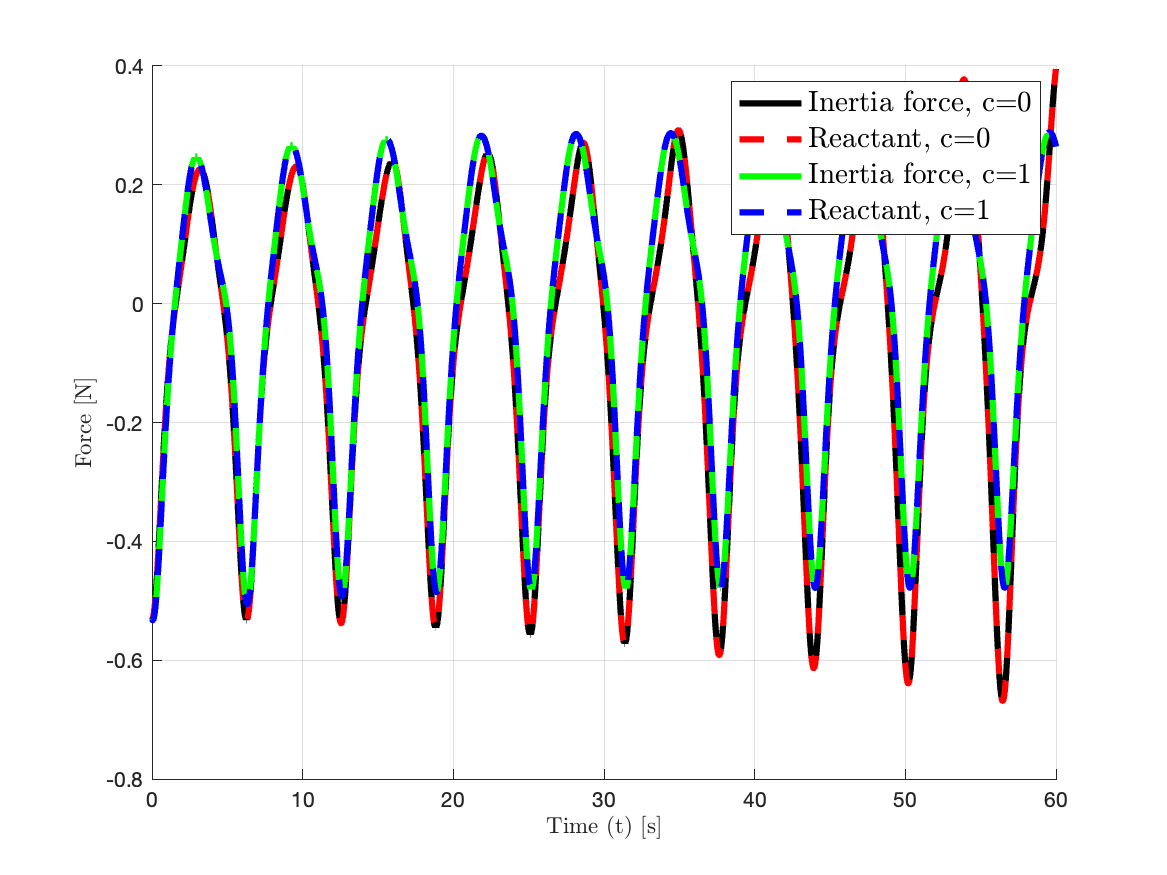 0.4
0.2
0
-0.2
-0.4
-0.6
-0.8
Force [N]
Inertia force, c=0
Reactant, c=0
Inertia force, c=1
Reactant, c=1
0 10 20 30 40 50 60
Time (t) [s]